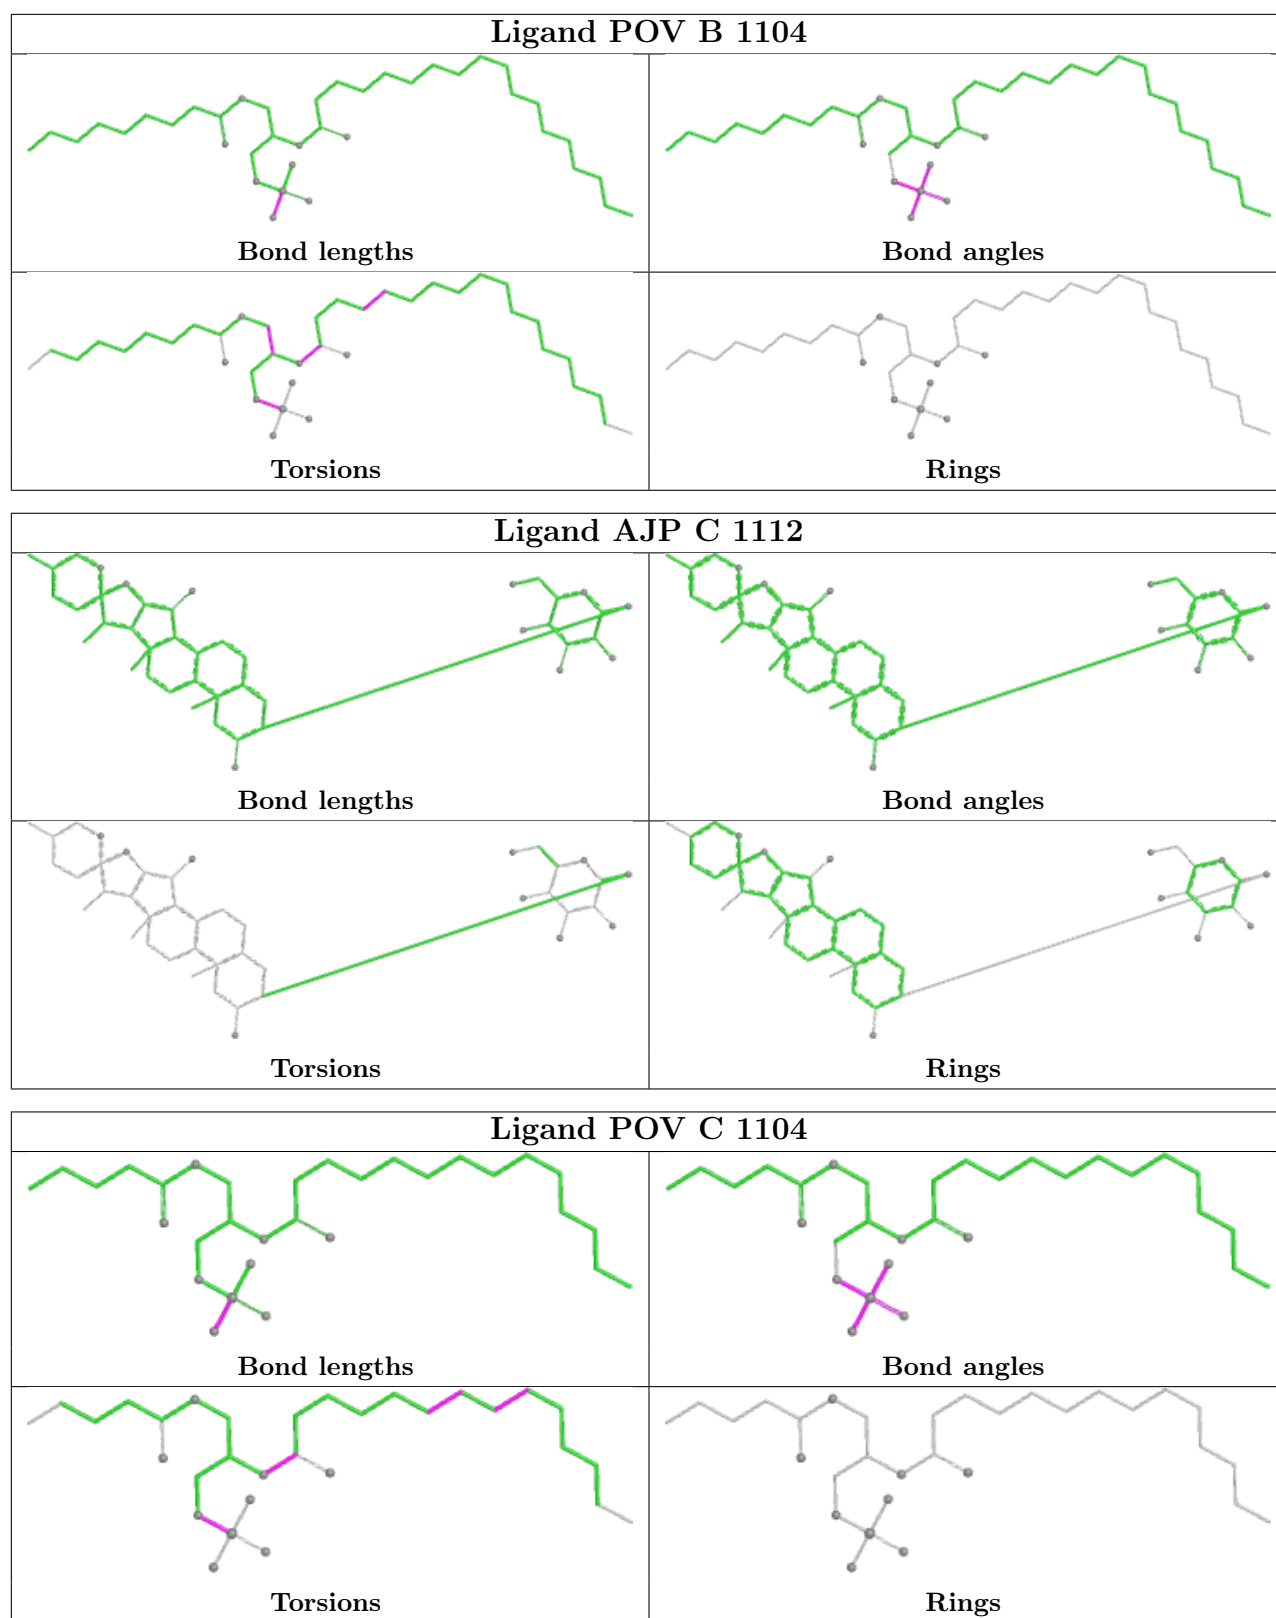 Ligand POV B 1104
Bond lengths
Bond angles
Torsions
Rings
Ligand AJP C 1112
Bond lengths
Bond angles
Torsions
Rings
Ligand POV C 1104
Bond lengths
Bond angles
Torsions
Rings